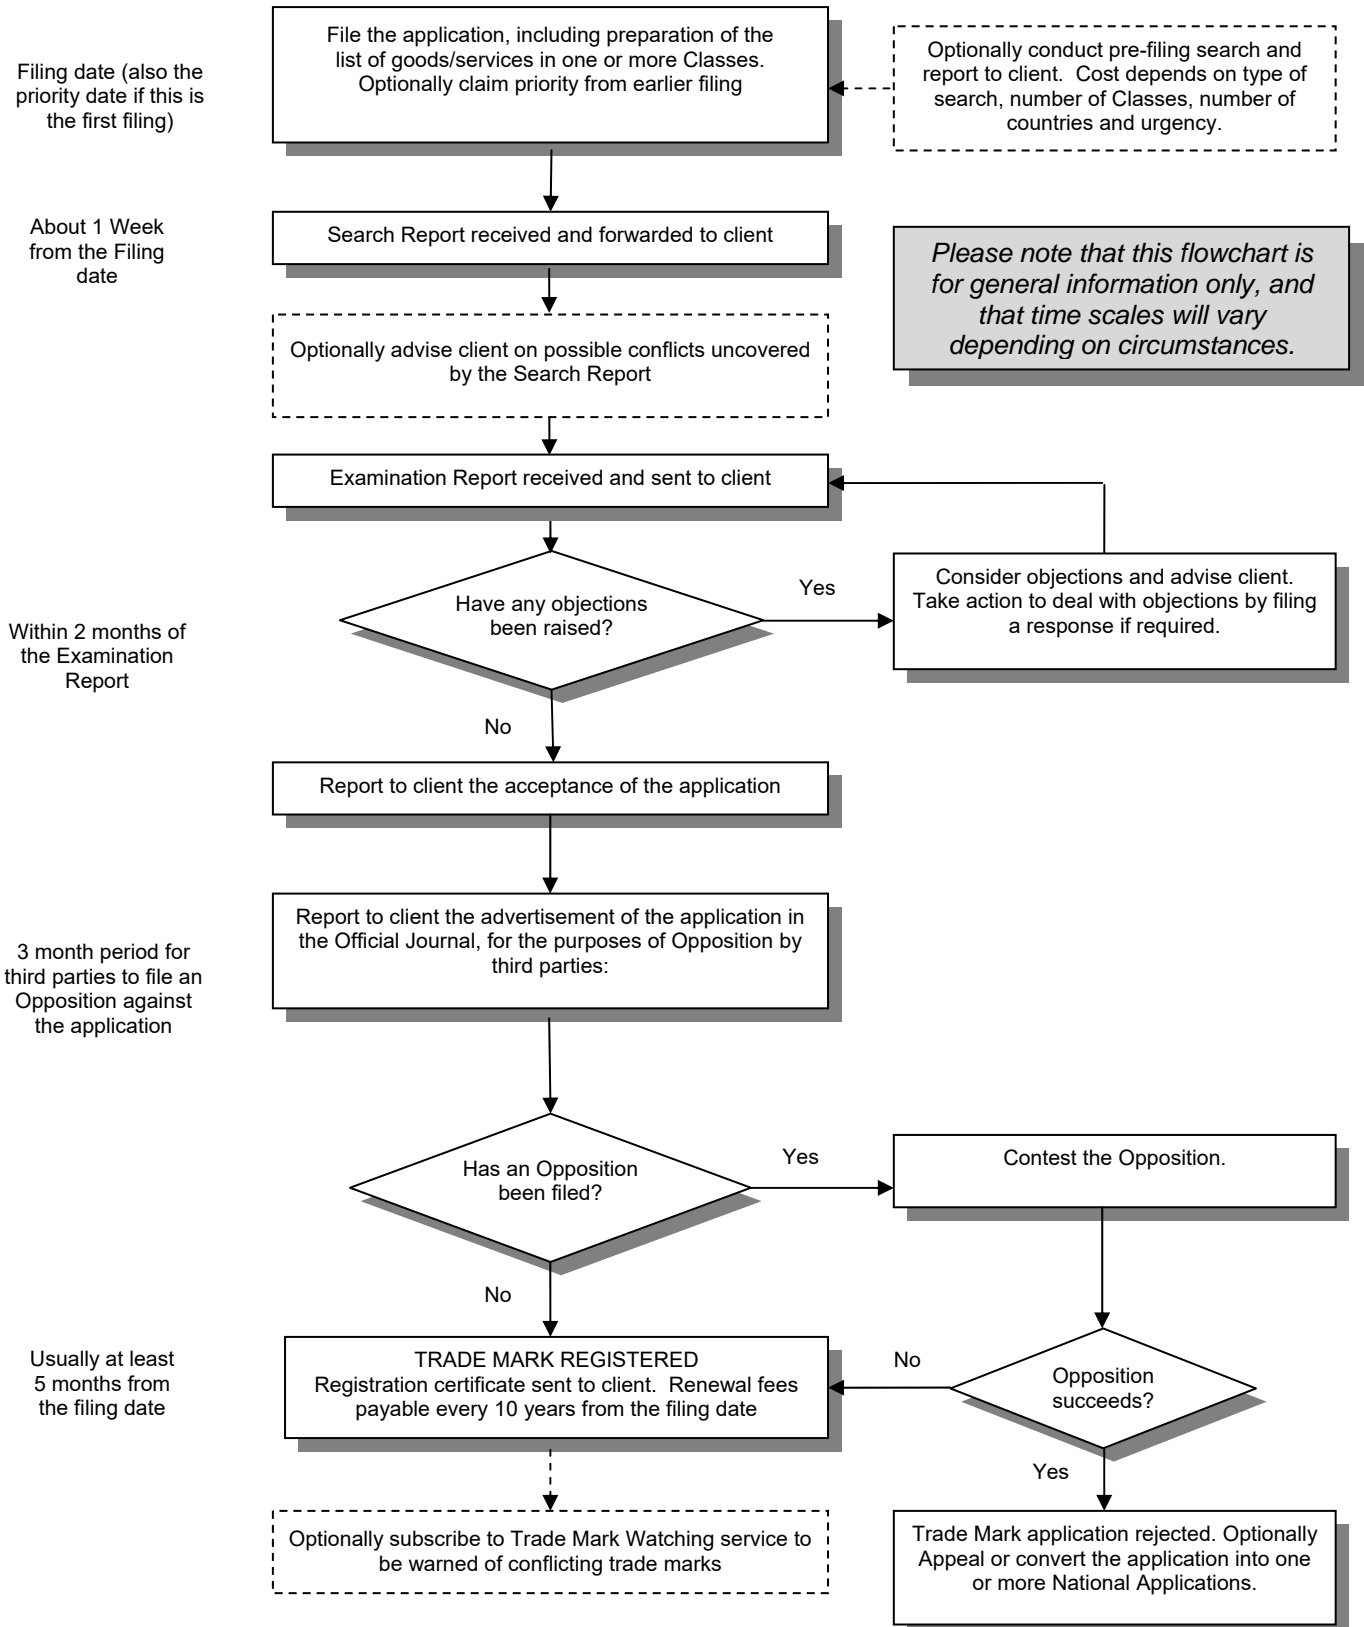 File the application, including preparation of the
list of goods/services in one or more Classes.
Optionally claim priority from earlier filing
Optionally conduct pre-filing search and
report to client.  Cost depends on type of
search, number of Classes, number of
countries and urgency.
Filing date (also the
priority date if this is
the first filing)
About 1 Week
from the Filing
date
Search Report received and forwarded to client
Please note that this flowchart is
for general information only, and
that time scales will vary
depending on circumstances.
Optionally advise client on possible conflicts uncovered
by the Search Report
Examination Report received and sent to client
Within 2 months of
the Examination
Report
Have any objections
been raised?
Yes
Consider objections and advise client.
Take action to deal with objections by filing
a response if required.
No
Report to client the acceptance of the application
3 month period for
third parties to file an
Opposition against
the application
Report to client the advertisement of the application in
the Official Journal, for the purposes of Opposition by
third parties:
Has an Opposition
been filed?
Yes
Contest the Opposition.
No
Usually at least
5 months from
the filing date
TRADE MARK REGISTERED
Registration certificate sent to client.  Renewal fees
payable every 10 years from the filing date
No
Opposition
succeeds?
Yes
Optionally subscribe to Trade Mark Watching service to
be warned of conflicting trade marks
Trade Mark application rejected. Optionally
Appeal or convert the application into one
or more National Applications.